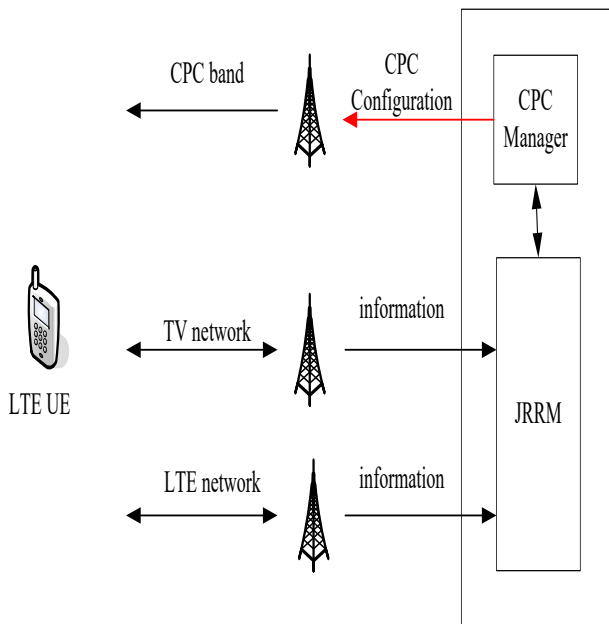 CPC band
CPC
Configuration
CPC
Manager
TV network
information
LTE UE
JRRM
LTE network
information